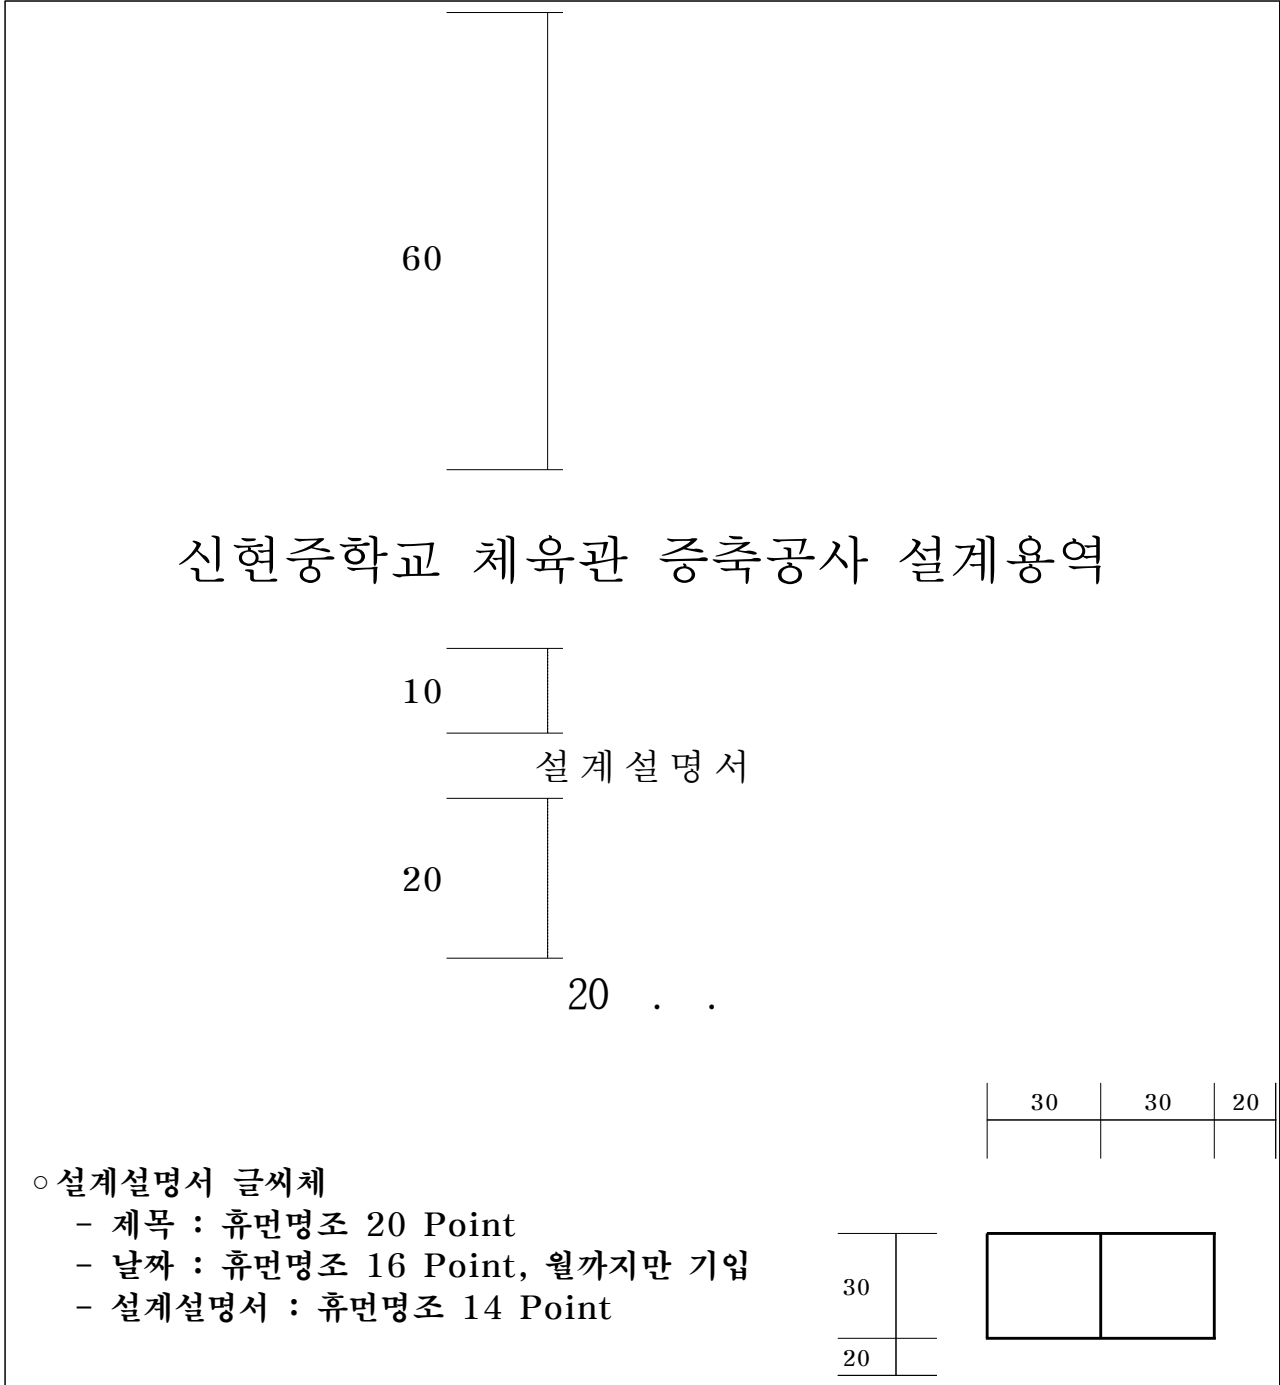 60
신현중학교 체육관 증축공사 설계용역
10
설계설명서
20
20 . .
30 30 20
○ 설계설명서 글씨체
- 제목 : 휴먼명조 20 Point
- 날짜 : 휴먼명조 16 Point, 월까지만 기입
- 설계설명서 : 휴먼명조 14 Point
30
20